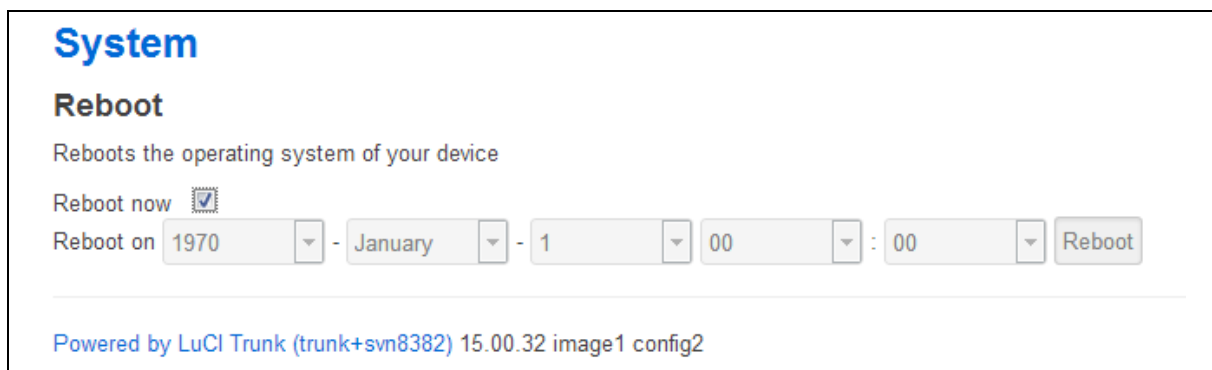 System
Reboot
Reboots the operating system of your device
Reboot now
Reboot on 1970 - January - 1 00 : 00 Reboot
Powered by LuCI Trunk (trunk+svn8382) 15.00.32 image1 config2